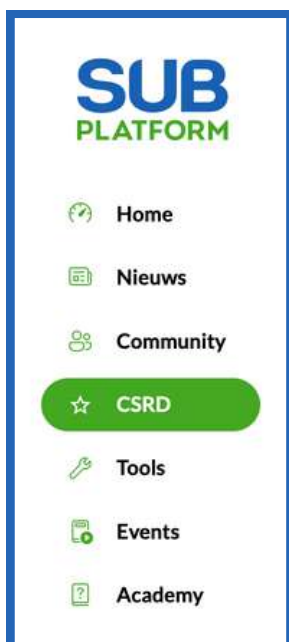 SUB
PLATFORM
Home
Nieuws
Community
CSRD
Tools
Events
Academy